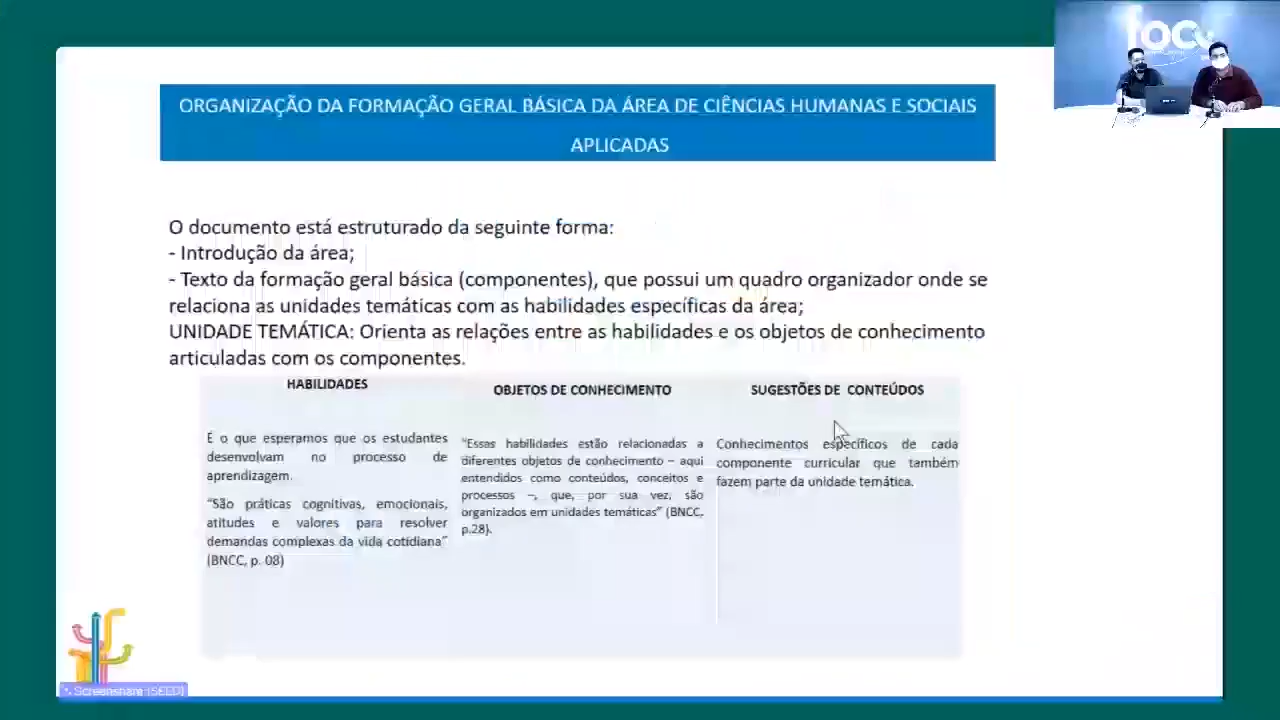 ORGANIZAÇÃO DA FORMAÇÃO GERAL BÁSICA DA ÁREA DE CIÊNCIAS HUMANAS E SOCIAIS
APLICADAS
O documento está estruturado da seguinte forma:
- Introdução da área;
- Texto da formação geral básica (componentes), que possui um quadro organizador onde se
relaciona as unidades temáticas com as habilidades específicas da área;
UNIDADE TEMÁTICA: Orienta as relações entre as habilidades e os objetos de conhecimento
articuladas com os componentes.
HABILIDADES
É o que esperamos que os estudantes
desenvolvam no processo de
aprendizagem.
"São práticas cognitivas, emocionais,
atitudes e valores para resolver
demandas complexas da vida cotidiana"
(BNCC, p. 08)
OBJETOS DE CONHECIMENTO
"Essas habilidades estão relacionadas a
diferentes objetos de conhecimento – aqui
entendidos como conteúdos, conceitos e
processos –, que, por sua vez, são
organizados em unidades temáticas" (BNCC,
p.28).
SUGESTÕES DE CONTEÚDOS
Conhecimentos específicos de cada
componente curricular que também
fazem parte da unidade temática.
Screenshare (SEED)